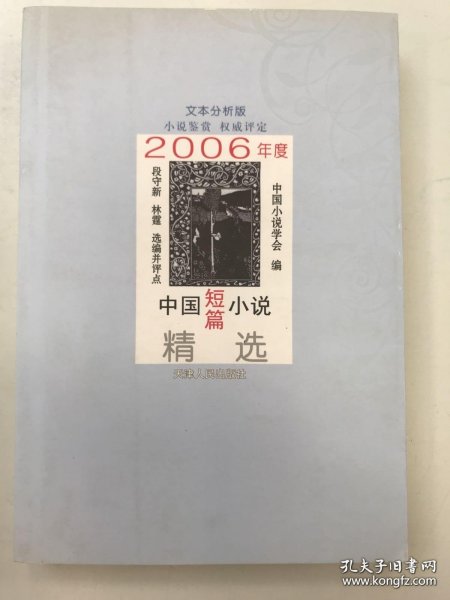 文本分析版
小说鉴赏 权威评定
2006年度
中国小说学会 编
段守新 林霆 选编并评点
中国短篇小说
精选
天津人民出版社
孔夫子旧书网
www.kongfz.com